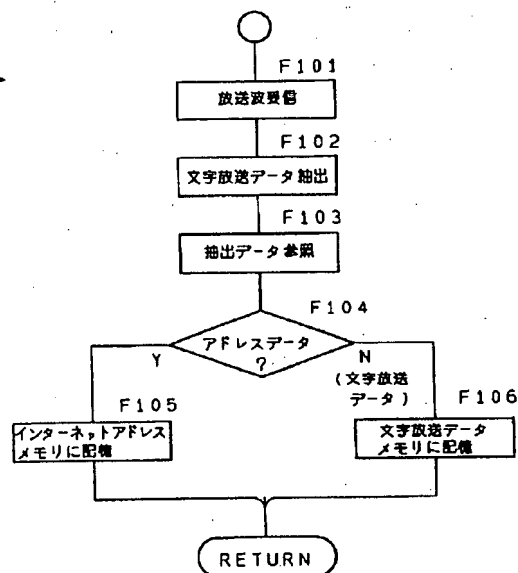 F101
放送波受信
F102
文字放送データ抽出
F103
抽出データ参照
F104
アドレスデータ
?
Y
N
(文字放送
データ)
F105
インターネットアドレス
メモリに記憶
F106
文字放送データ
メモリに記憶
RETURN